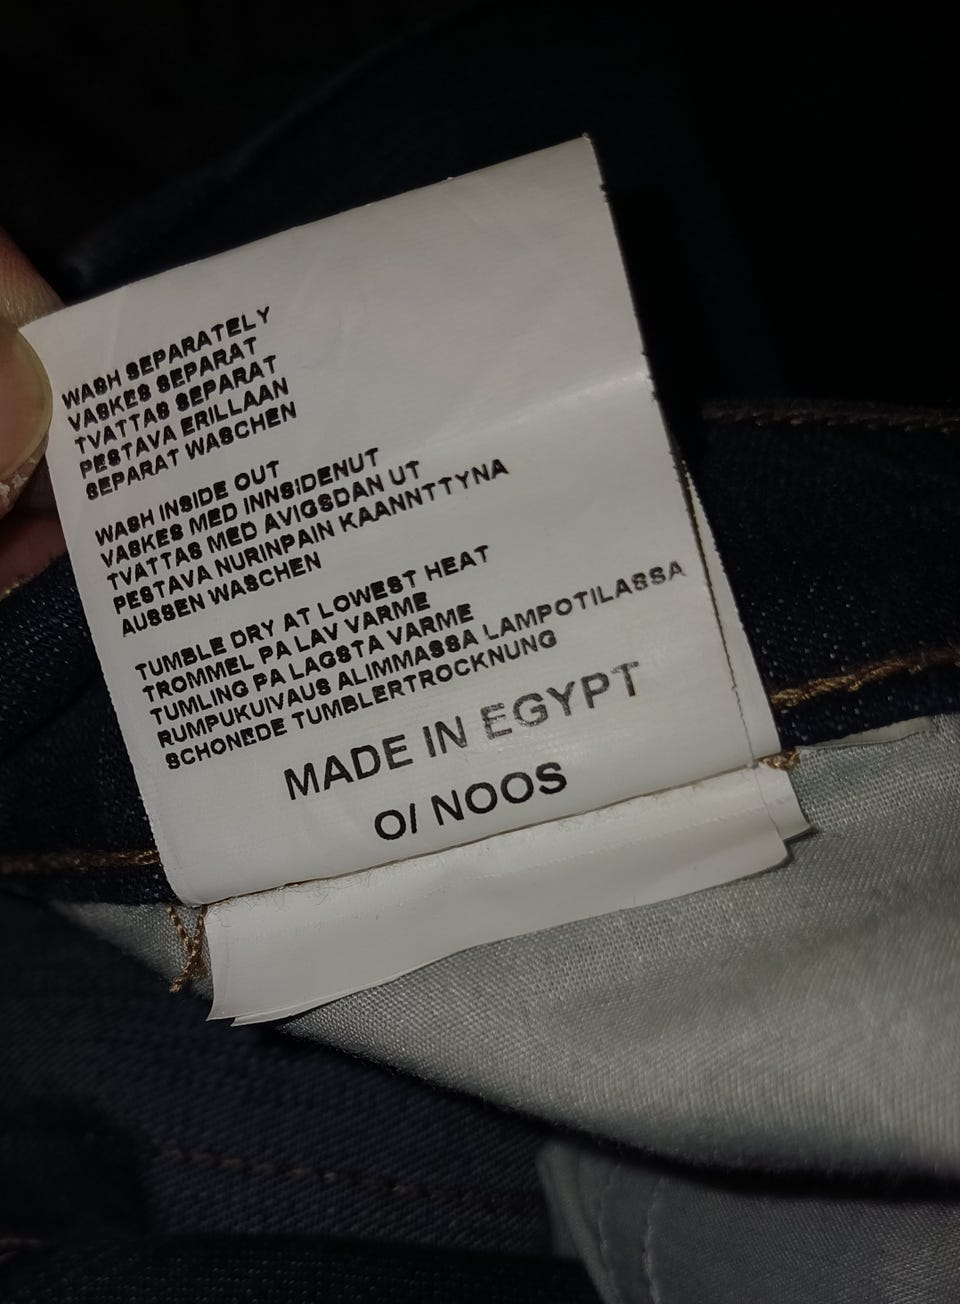 WASH SEPARATELY
VASKES SEPARAT
TVATTAS SEPARAT
PESTAVA ERILLAAN
SEPARAT WASCHEN
WASH INSIDE OUT
VASKES MED INNSIDENUT
TVATTAS MED AVIGSDAN UT
PESTAVA NURINPAIN KAANNTTYNA
AUSSEN WASCHEN
TUMBLE DRY AT LOWEST HEAT
TROMMEL PA LAV VARME
TUMLING PA LAGSTA VARME
RUMPUKUIVAUS ALIMMASSA LAMPOTILASSA
SCHONEDE TUMBLERTROCKNUNG
MADE IN EGYPT
O/ NOOS